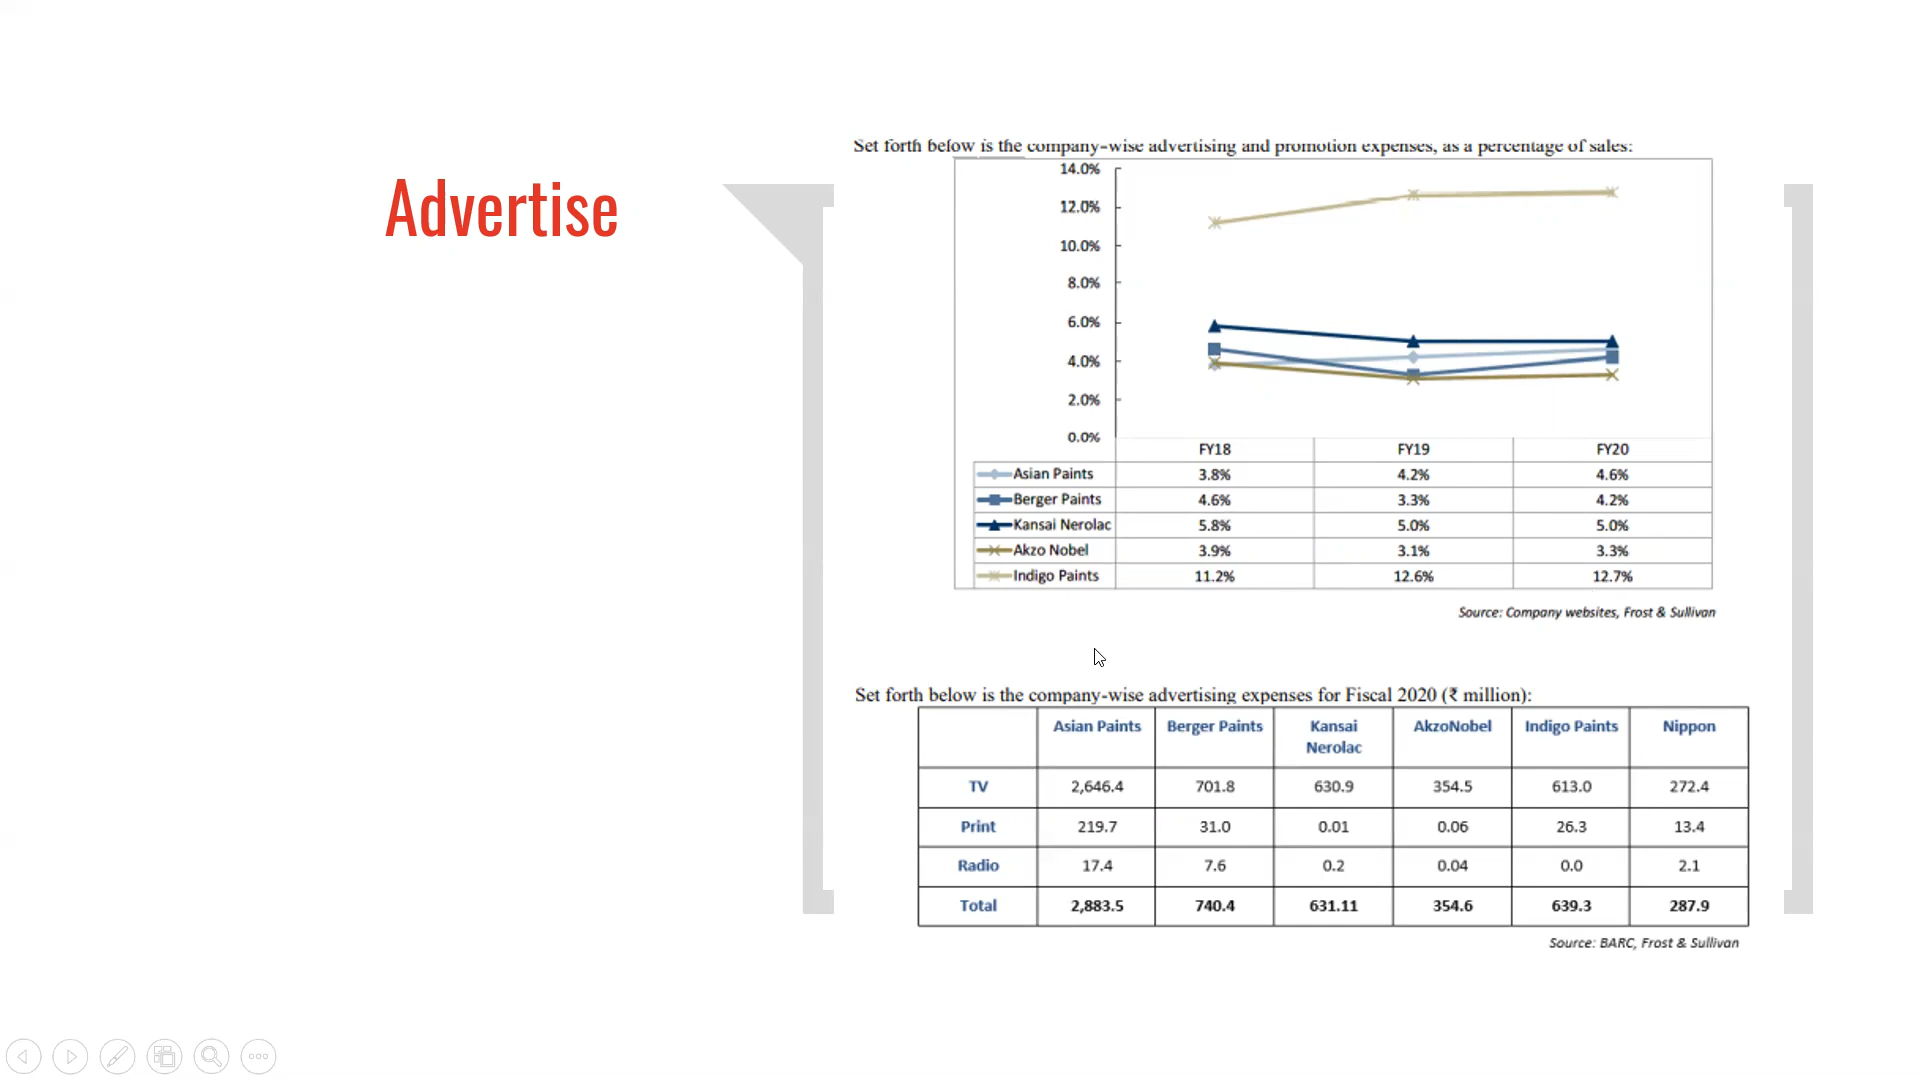 Advertise
Set forth below is the company-wise advertising and promotion expenses, as a percentage of sales:
14.0%
12.0%
10.0%
8.0%
6.0%
4.0%
2.0%
0.0%
FY18 FY19 FY20
Asian Paints 3.8% 4.2% 4.6%
Berger Paints 4.6% 3.3% 4.2%
Kansai Nerolac 5.8% 5.0% 5.0%
Akzo Nobel 3.9% 3.1% 3.3%
Indigo Paints 11.2% 12.6% 12.7%
Source: Company websites, Frost & Sullivan
Set forth below is the company-wise advertising expenses for Fiscal 2020 (₹ million):
Asian Paints Berger Paints Kansai Nerolac AkzoNobel Indigo Paints Nippon
TV 2,646.4 701.8 630.9 354.5 613.0 272.4
Print 219.7 31.0 0.01 0.06 26.3 13.4
Radio 17.4 7.6 0.2 0.04 0.0 2.1
Total 2,883.5 740.4 631.11 354.6 639.3 287.9
Source: BARC, Frost & Sullivan